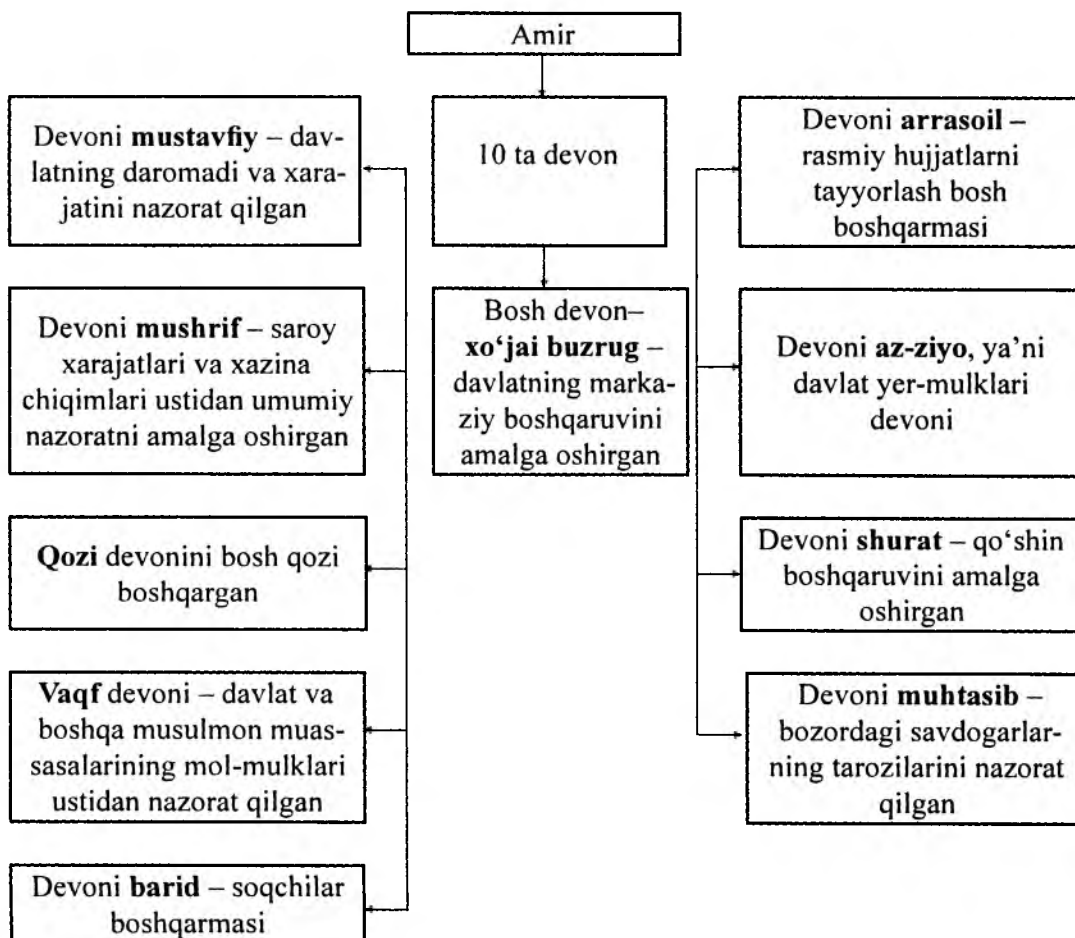 Amir
10 ta devon
Bosh devon–
xo‘jai buzrug –
davlatning marka-
ziy boshqaruvini
amalga oshirgan
Devoni mustavfiy – dav-
latning daromadi va xara-
jatini nazorat qilgan
Devoni mushrif – saroy
xarajatlari va xazina
chiqimlari ustidan umumiy
nazoratni amalga oshirgan
Qozi devonini bosh qozi
boshqargan
Vaqf devoni – davlat va
boshqa musulmon muas-
sasalarining mol-mulklari
ustidan nazorat qilgan
Devoni barid – soqchilar
boshqarmasi
Devoni arrasoil –
rasmiy hujjatlarni
tayyorlash bosh
boshqarmasi
Devoni az-ziyo, ya’ni
davlat yer-mulklari
devoni
Devoni shurat – qo‘shin
boshqaruvini amalga
oshirgan
Devoni muhtasib –
bozordagi savdogarlar-
ning tarozilarini nazorat
qilgan